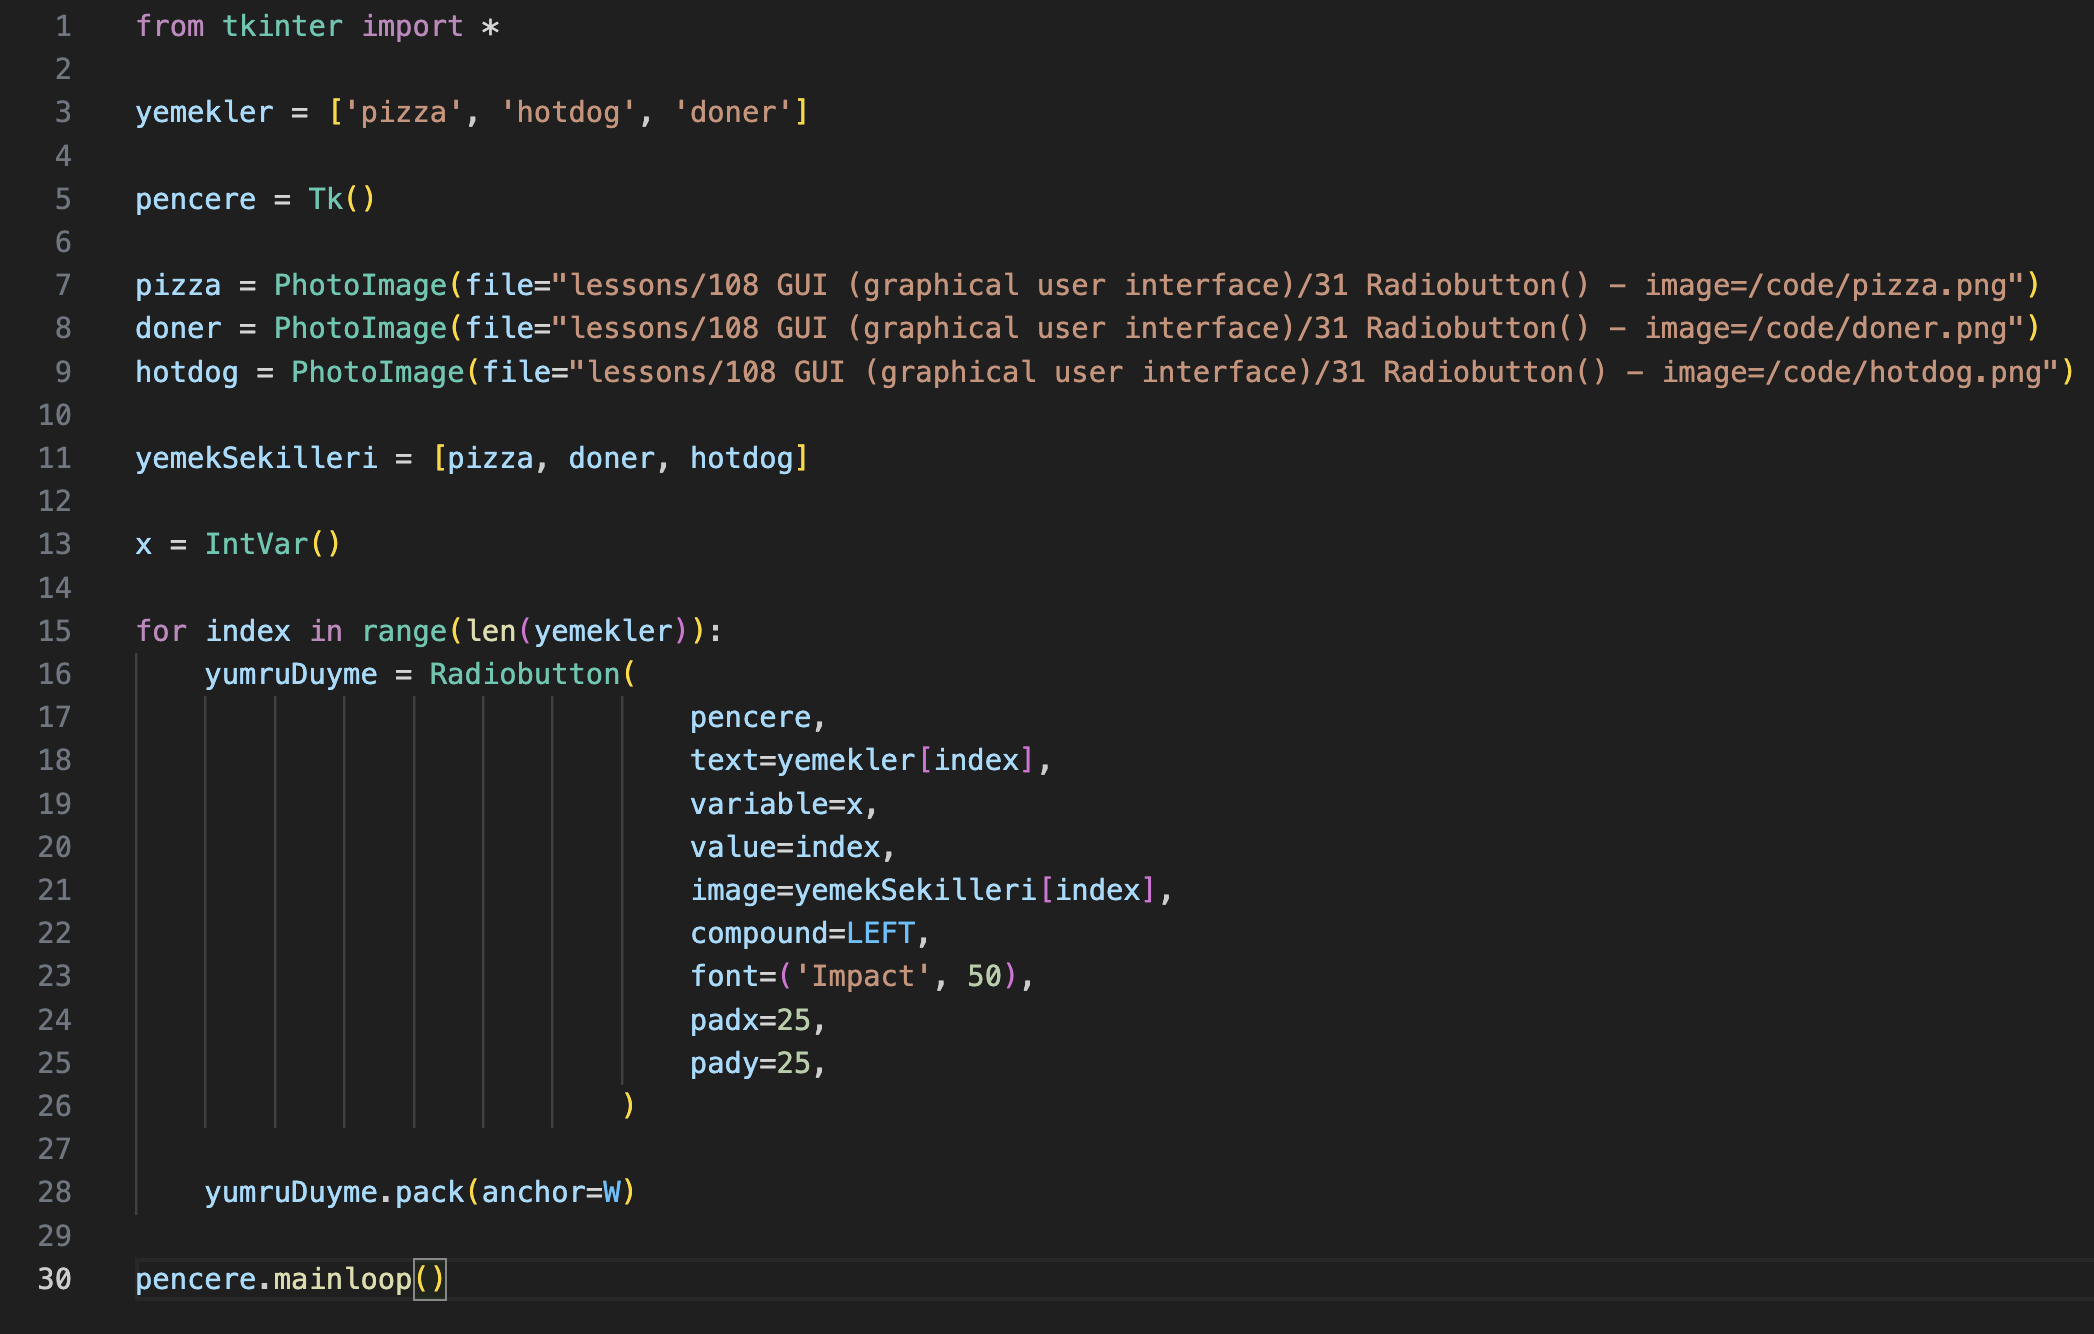 1 from tkinter import *
2
3 yemekler = ['pizza', 'hotdog', 'doner']
4
5 pencere = Tk()
6
7 pizza = PhotoImage(file="lessons/108 GUI (graphical user interface)/31 Radiobutton() – image=/code/pizza.png")
8 doner = PhotoImage(file="lessons/108 GUI (graphical user interface)/31 Radiobutton() – image=/code/doner.png")
9 hotdog = PhotoImage(file="lessons/108 GUI (graphical user interface)/31 Radiobutton() – image=/code/hotdog.png")
10
11 yemekSekilleri = [pizza, doner, hotdog]
12
13 x = IntVar()
14
15 for index in range(len(yemekler)):
16     yumruDuyme = Radiobutton(
17                                 pencere,
18                                 text=yemekler[index],
19                                 variable=x,
20                                 value=index,
21                                 image=yemekSekilleri[index],
22                                 compound=LEFT,
23                                 font=('Impact', 50),
24                                 padx=25,
25                                 pady=25,
26                             )
27
28     yumruDuyme.pack(anchor=W)
29
30 pencere.mainloop()